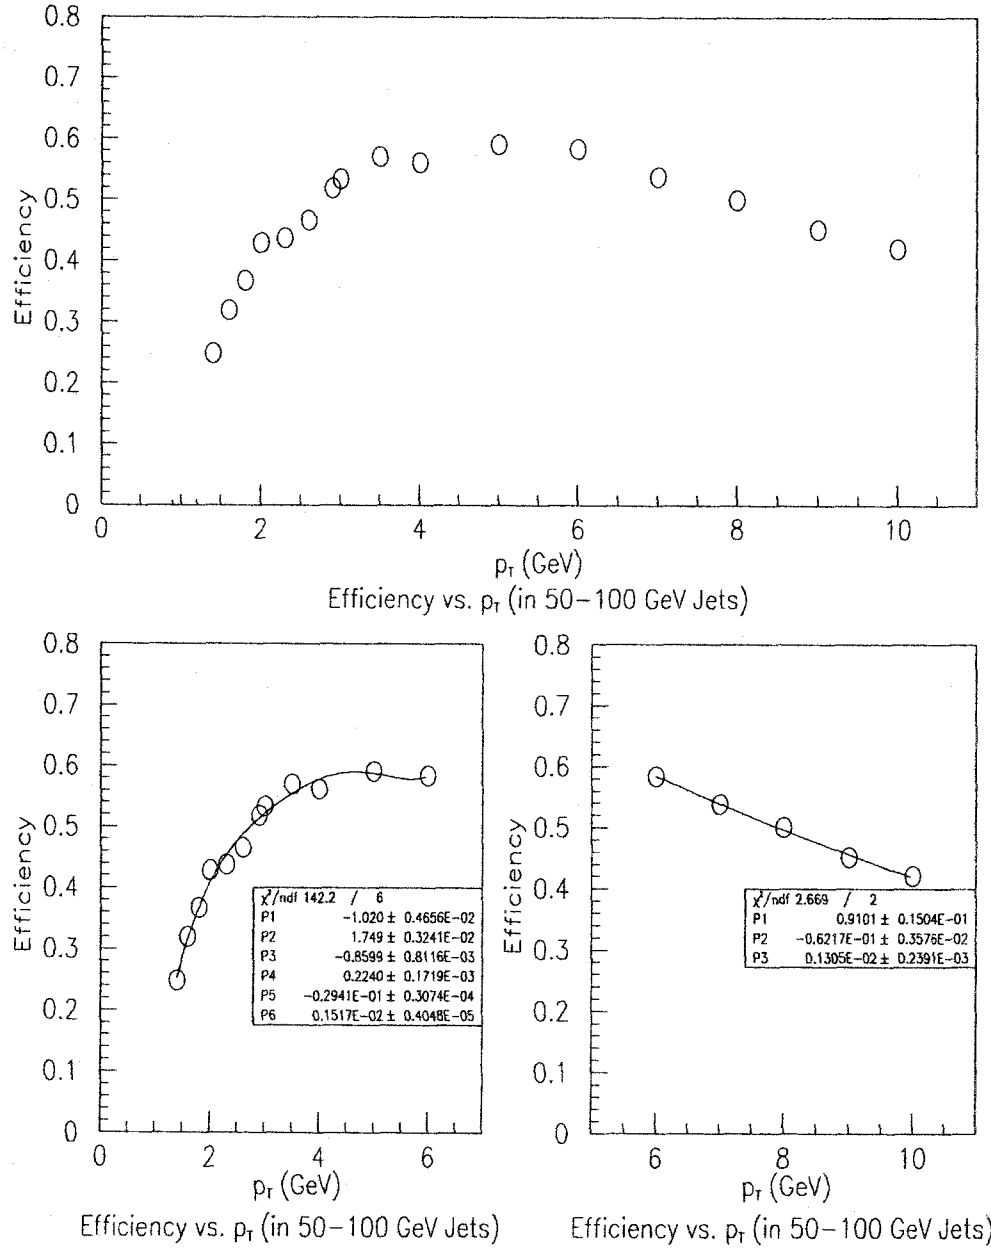 0.8
0.7
0.6
0.5
0.4
0.3
0.2
0.1
0
Efficiency
0 2 4 6 8 10
p_T (GeV)
Efficiency vs. p_T (in 50-100 GeV Jets)
0.8
0.7
0.6
0.5
0.4
0.3
0.2
0.1
0
Efficiency
χ²/ndf 142.2 / 6
P1 -1.020 ± 0.4656E-02
P2 1.749 ± 0.3241E-02
P3 -0.8599 ± 0.8116E-03
P4 0.2240 ± 0.1719E-03
P5 -0.2941E-01 ± 0.3074E-04
P6 0.1517E-02 ± 0.4048E-05
0 2 4 6
p_T (GeV)
Efficiency vs. p_T (in 50-100 GeV Jets)
0.8
0.7
0.6
0.5
0.4
0.3
0.2
0.1
0
Efficiency
χ²/ndf 2.669 / 2
P1 0.9101 ± 0.1504E-01
P2 -0.6217E-01 ± 0.3576E-02
P3 0.1305E-02 ± 0.2391E-03
6 8 10
p_T (GeV)
Efficiency vs. p_T (in 50-100 GeV Jets)